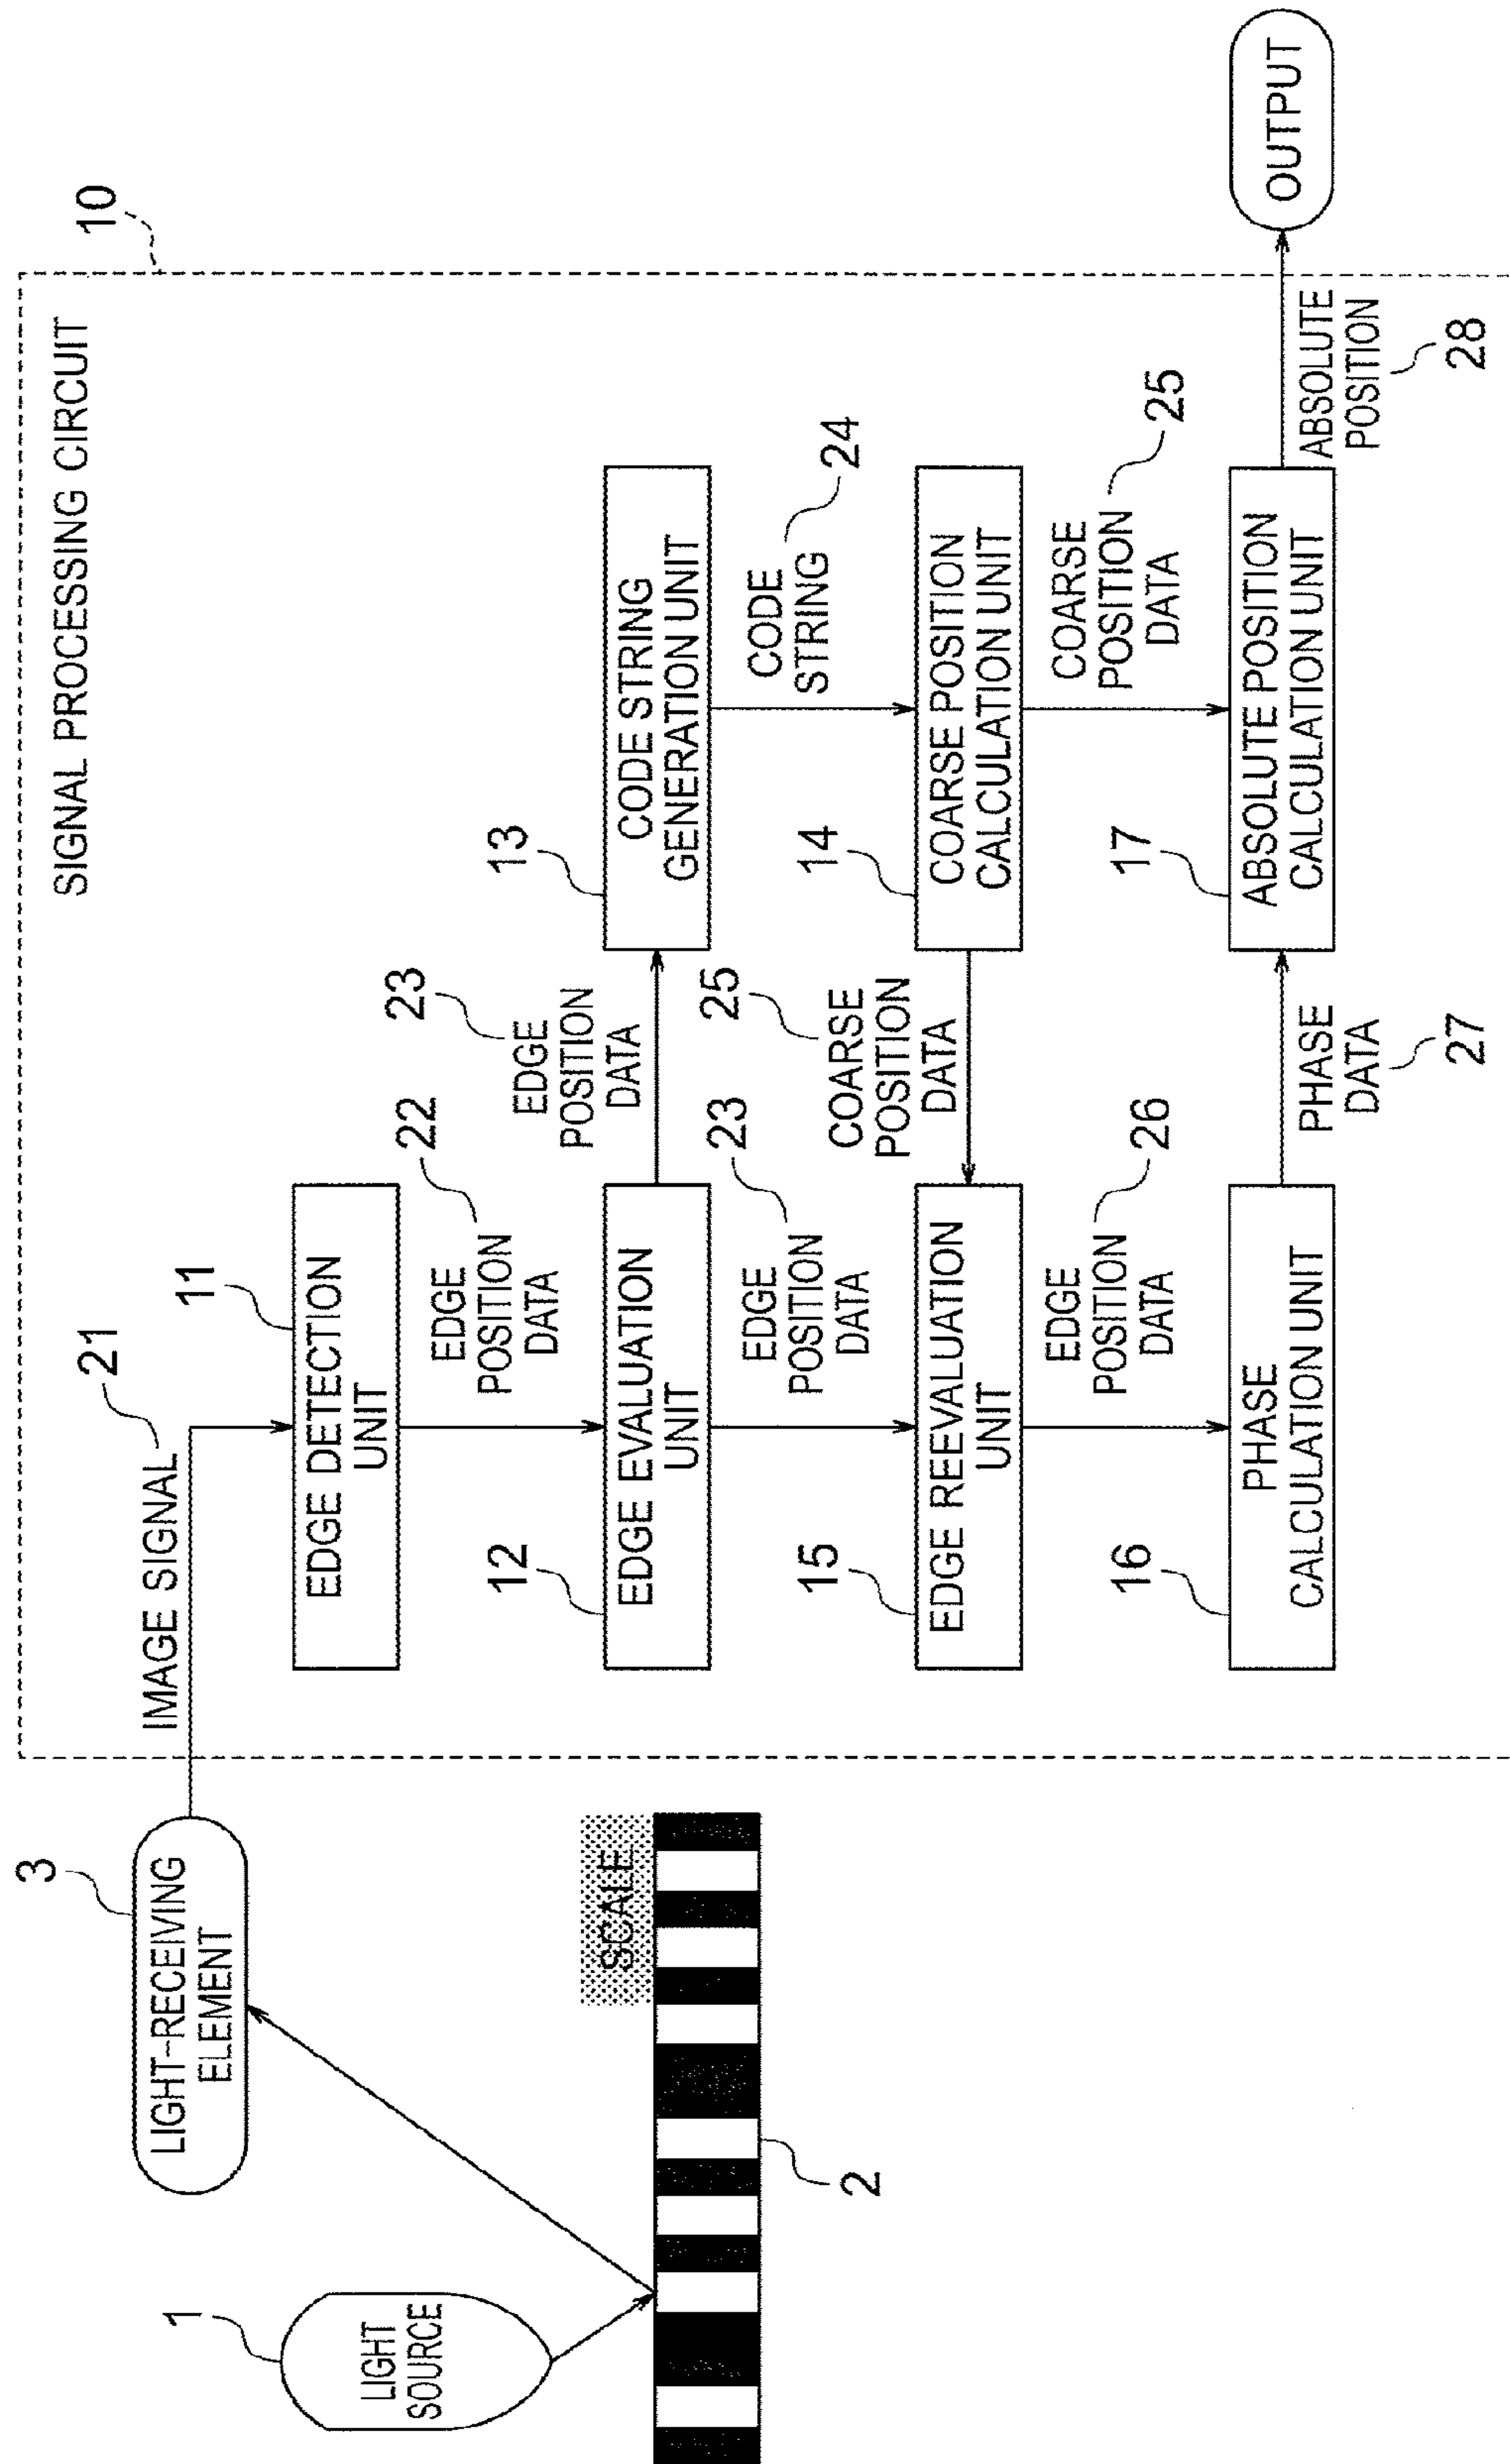 SIGNAL PROCESSING CIRCUIT
10
3
LIGHT-RECEIVING
ELEMENT
IMAGE SIGNAL
21
1
LIGHT
SOURCE
SCALE
2
11
EDGE DETECTION
UNIT
EDGE
POSITION
DATA
22
12
EDGE EVALUATION
UNIT
23
EDGE
POSITION
DATA
13
CODE STRING
GENERATION UNIT
EDGE
POSITION
DATA
23
CODE
STRING
24
15
EDGE REEVALUATION
UNIT
25
COARSE
POSITION
DATA
14
COARSE POSITION
CALCULATION UNIT
EDGE
POSITION
DATA
26
COARSE
POSITION
DATA
25
16
PHASE
CALCULATION UNIT
PHASE
DATA
27
17
ABSOLUTE POSITION
CALCULATION UNIT
ABSOLUTE
POSITION
28
OUTPUT